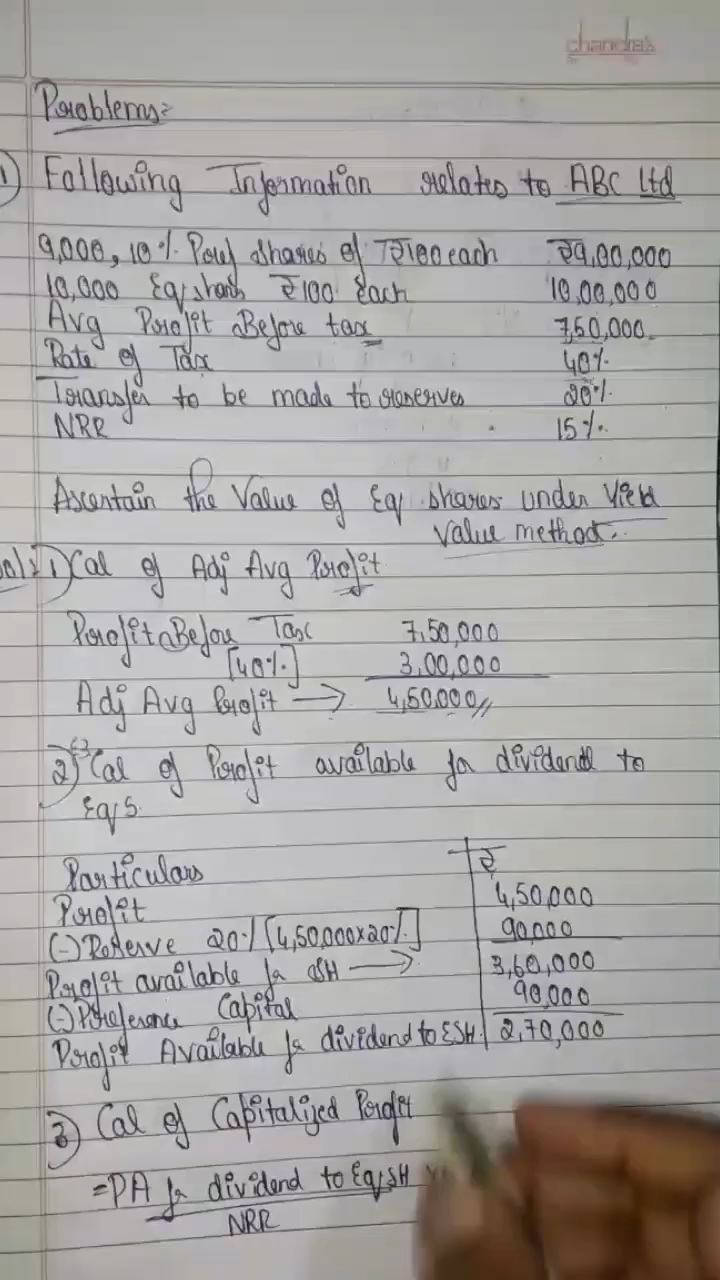 chandra's
Problems:
1) Following Information relates to ABC Ltd
9,000, 10% Pref shares of ₹100 each ₹9,00,000
10,000 Eq shares ₹100 Each 10,00,000
Avg Profit Before tax 7,50,000
Rate of Tax 40%
Transfer to be made to reserves 20%
NRR 15%
Ascertain the Value of Eq shares under Yield
Value method.
1) Cal of Adj Avg Profit
Profit Before Tax 7,50,000
[40%] 3,00,000
Adj Avg Profit → 4,50,000//
2) Cal of Profit available for dividend to
Eq S.
Particulars ₹
Profit 4,50,000
(-) Reserve 20% [4,50,000x20%] 90,000
Profit available for SH → 3,60,000
(-) Preference Capital 90,000
Profit Available for dividend to ESH 2,70,000
3) Cal of Capitalized Profit
= PA for dividend to Eq SH
NRR